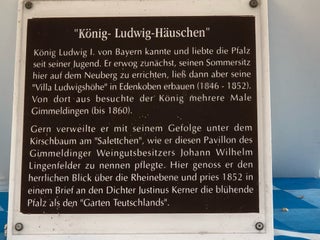 "König- Ludwig-Häuschen"
König Ludwig I. von Bayern kannte und liebte die Pfalz
seit seiner Jugend. Er erwog zunächst, seinen Sommersitz
hier auf dem Neuberg zu errichten, ließ dann aber seine
"Villa Ludwigshöhe" in Edenkoben erbauen (1846 - 1852).
Von dort aus besuchte der König mehrere Male
Gimmeldingen (bis 1860).
Gern verweilte er mit seinem Gefolge unter dem
Kirschbaum am "Salettchen", wie er diesen Pavillon des
Gimmeldinger Weingutsbesitzers Johann Wilhelm
Lingenfelder zu nennen pflegte. Hier genoss er den
herrlichen Blick über die Rheinebene und pries 1852 in
einem Brief an den Dichter Justinus Kerner die blühende
Pfalz als den "Garten Teutschlands".